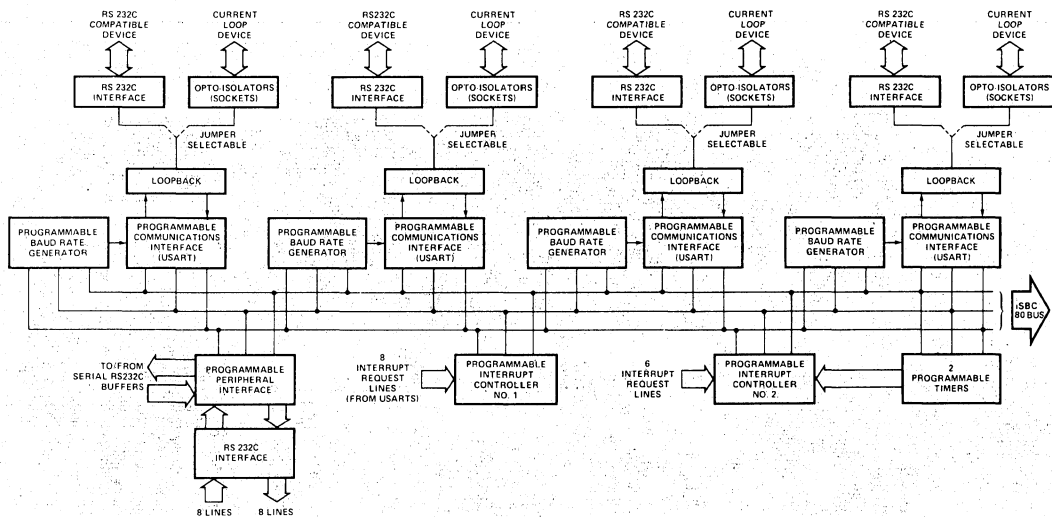 RS 232C
COMPATIBLE
DEVICE
CURRENT
LOOP
DEVICE
RS 232C
COMPATIBLE
DEVICE
CURRENT
LOOP
DEVICE
RS 232C
COMPATIBLE
DEVICE
CURRENT
LOOP
DEVICE
RS 232C
COMPATIBLE
DEVICE
CURRENT
LOOP
DEVICE
RS 232C
INTERFACE
OPTO-ISOLATORS
(SOCKETS)
RS 232C
INTERFACE
OPTO-ISOLATORS
(SOCKETS)
RS 232C
INTERFACE
OPTO-ISOLATORS
(SOCKETS)
RS 232C
INTERFACE
OPTO-ISOLATORS
(SOCKETS)
JUMPER
SELECTABLE
JUMPER
SELECTABLE
JUMPER
SELECTABLE
JUMPER
SELECTABLE
LOOPBACK
LOOPBACK
LOOPBACK
LOOPBACK
PROGRAMMABLE
BAUD RATE
GENERATOR
PROGRAMMABLE
COMMUNICATIONS
INTERFACE
(USART)
PROGRAMMABLE
BAUD RATE
GENERATOR
PROGRAMMABLE
COMMUNICATIONS
INTERFACE
(USART)
PROGRAMMABLE
BAUD RATE
GENERATOR
PROGRAMMABLE
COMMUNICATIONS
INTERFACE
(USART)
PROGRAMMABLE
BAUD RATE
GENERATOR
PROGRAMMABLE
COMMUNICATIONS
INTERFACE
(USART)
iSBC
80 BUS
TO/FROM
SERIAL RS232C
BUFFERS
PROGRAMMABLE
PERIPHERAL
INTERFACE
8
INTERRUPT
REQUEST
LINES
(FROM USARTS)
PROGRAMMABLE
INTERRUPT
CONTROLLER
NO. 1
6
INTERRUPT
REQUEST
LINES
PROGRAMMABLE
INTERRUPT
CONTROLLER
NO. 2
2
PROGRAMMABLE
TIMERS
RS 232C
INTERFACE
8 LINES
8 LINES